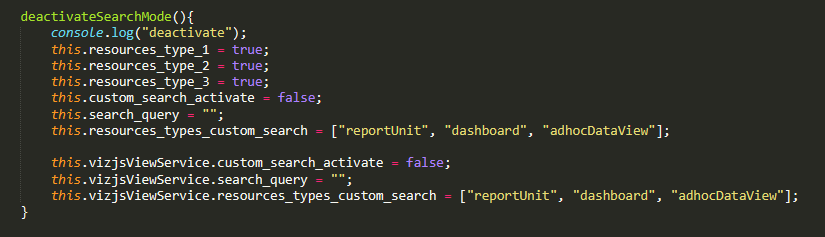 deactivateSearchMode(){
console.log("deactivate");
this.resources_type_1 = true;
this.resources_type_2 = true;
this.resources_type_3 = true;
this.custom_search_activate = false;
this.search_query = "";
this.resources_types_custom_search = ["reportUnit", "dashboard", "adhocDataView"];
this.vizjsViewService.custom_search_activate = false;
this.vizjsViewService.search_query = "";
this.vizjsViewService.resources_types_custom_search = ["reportUnit", "dashboard", "adhocDataView"];
}